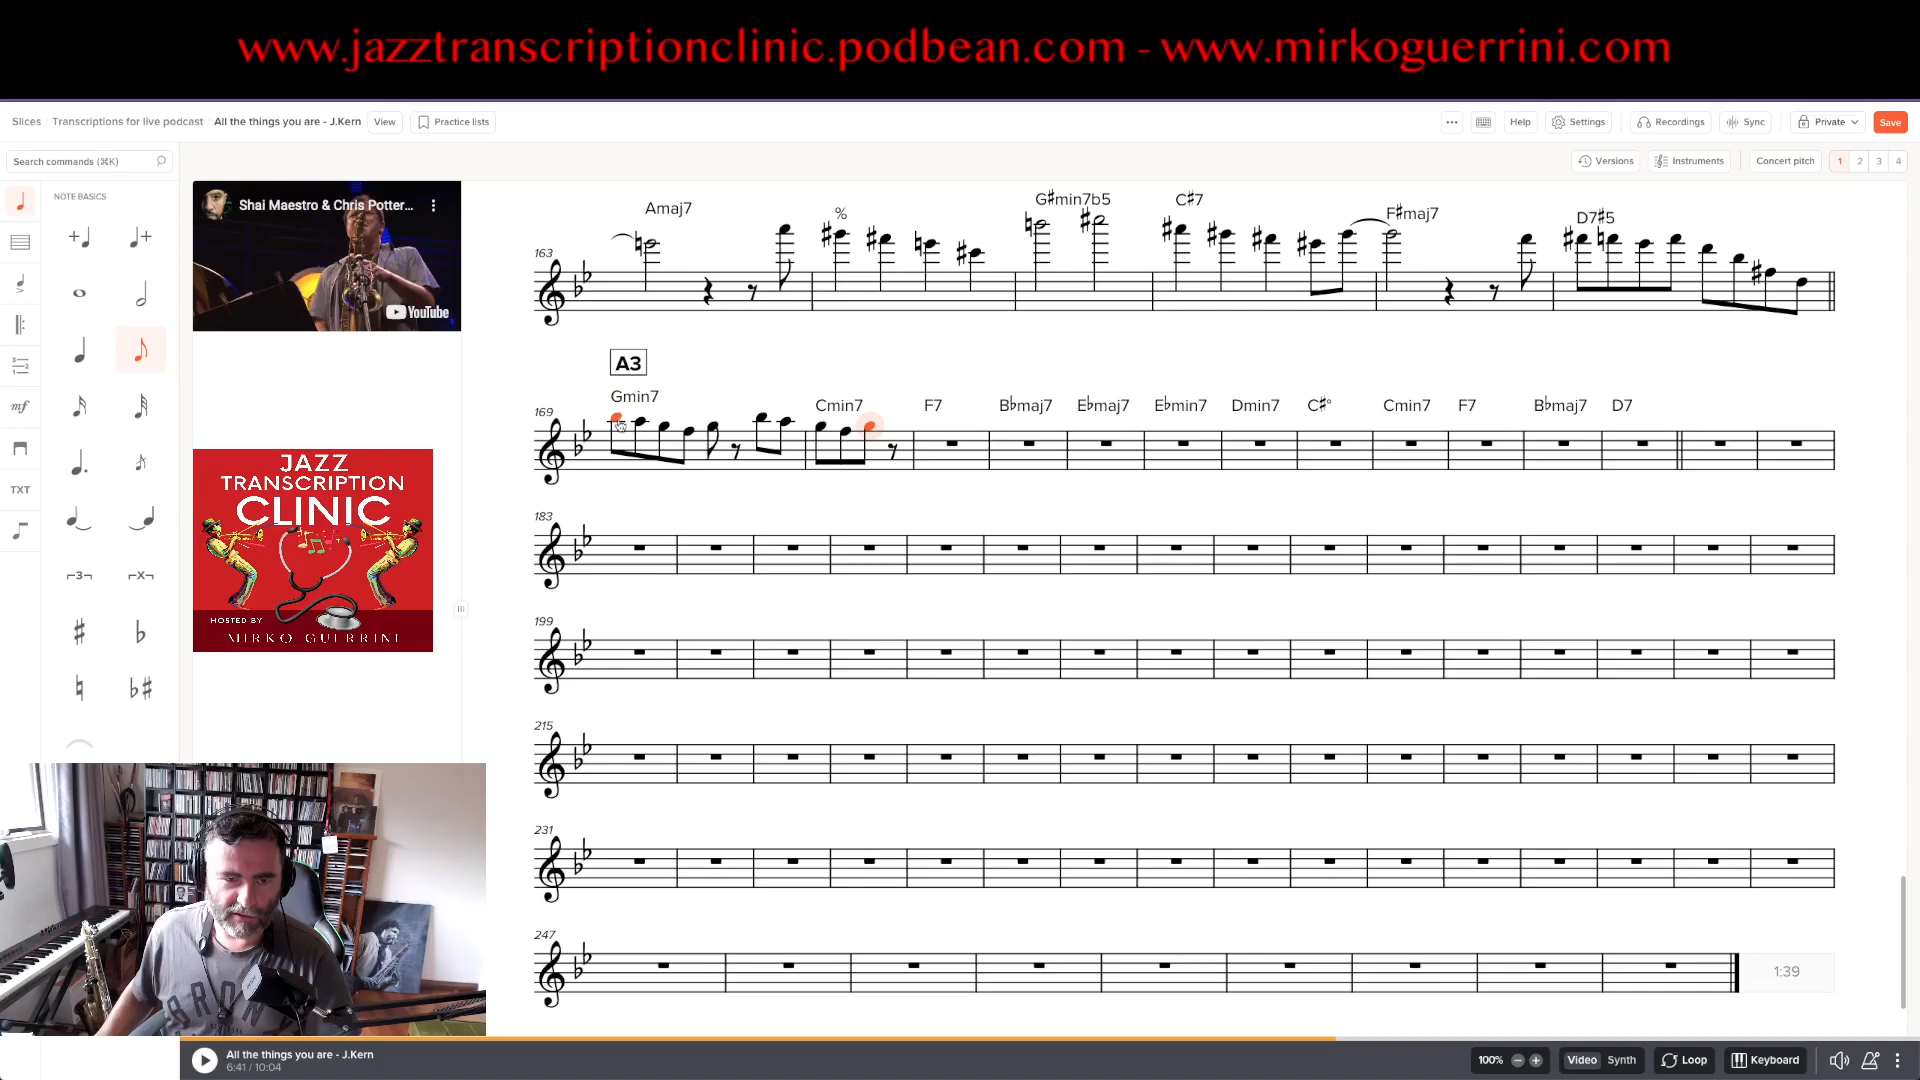 www.jazztranscriptionclinic.podbean.com - www.mirkoguerrini.com
Slices Transcriptions for live podcast All the things you are - J.Kern View Practice lists
Help Settings Recordings Sync Private Save
Search commands (⌘K)
Versions Instruments Concert pitch 1 2 3 4
NOTE BASICS
Shai Maestro & Chris Potter...
YouTube
Amaj7 % G♯min7b5 C♯7 F♯maj7 D7♯5
163
A3
Gmin7 Cmin7 F7 B♭maj7 E♭maj7 E♭min7 Dmin7 C♯° Cmin7 F7 B♭maj7 D7
169
mf
TXT
3
X
JAZZ
TRANSCRIPTION
CLINIC
HOSTED BY
MIRKO GUERRINI
183
199
215
231
247
1:39
All the things you are - J.Kern
6:41 / 10:04
100% Video Synth Loop Keyboard